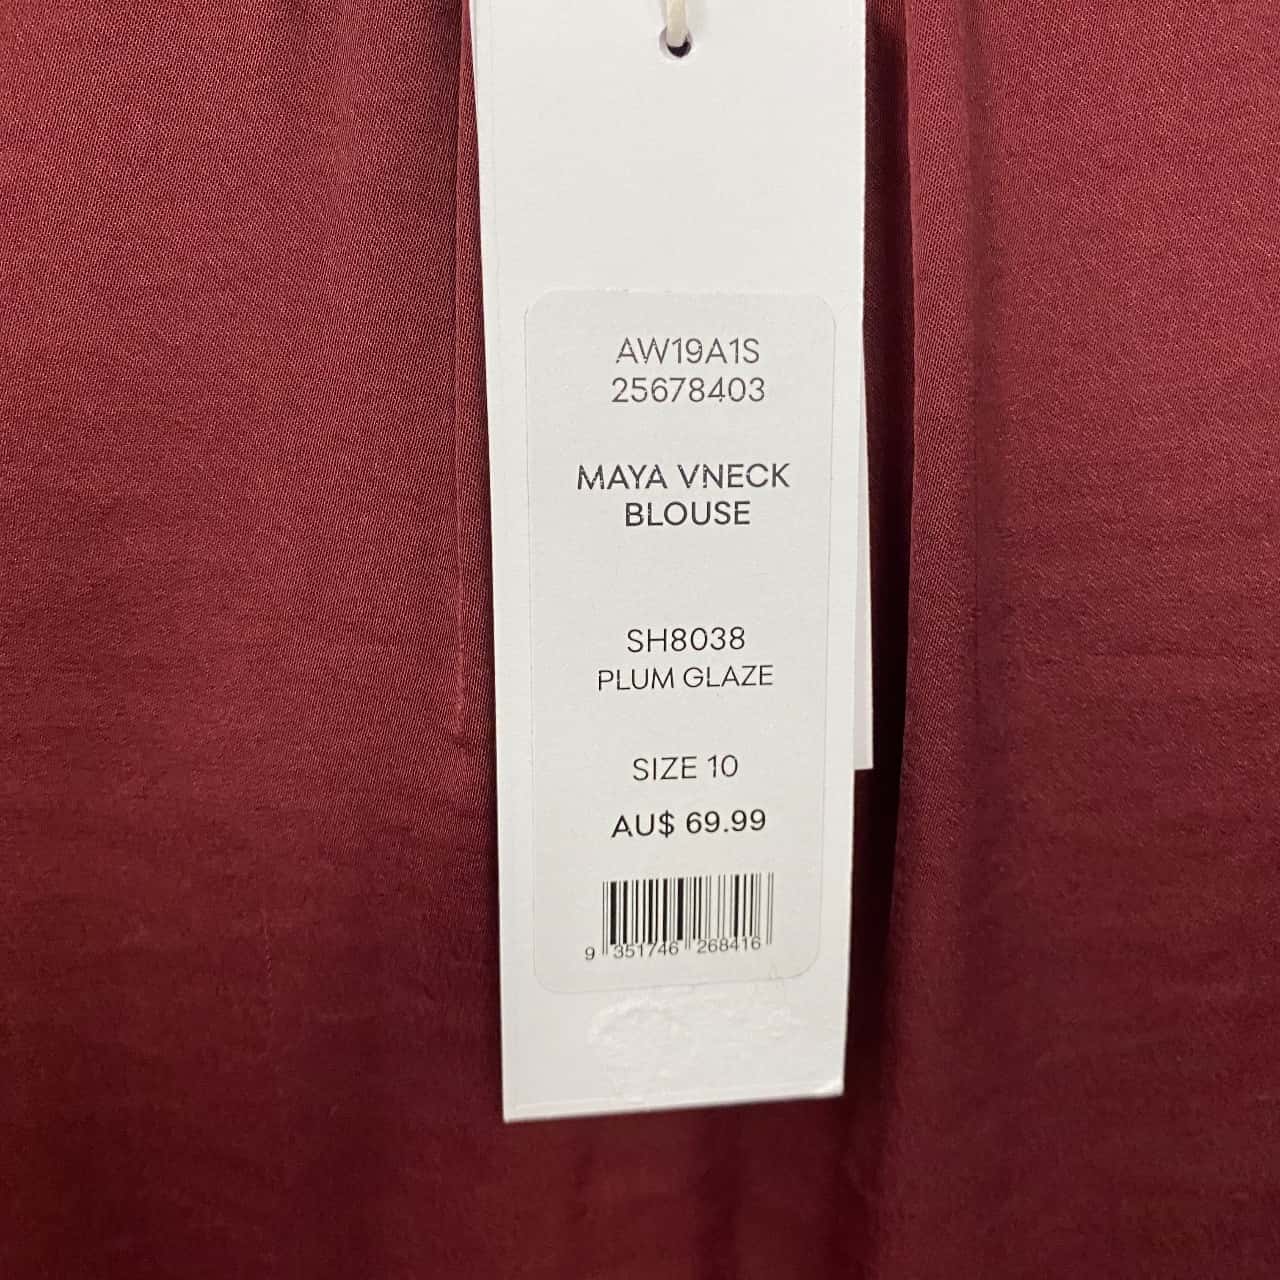 AW19A1S
25678403
MAYA VNECK
BLOUSE
SH8038
PLUM GLAZE
SIZE 10
AU$ 69.99
9 351746 268416